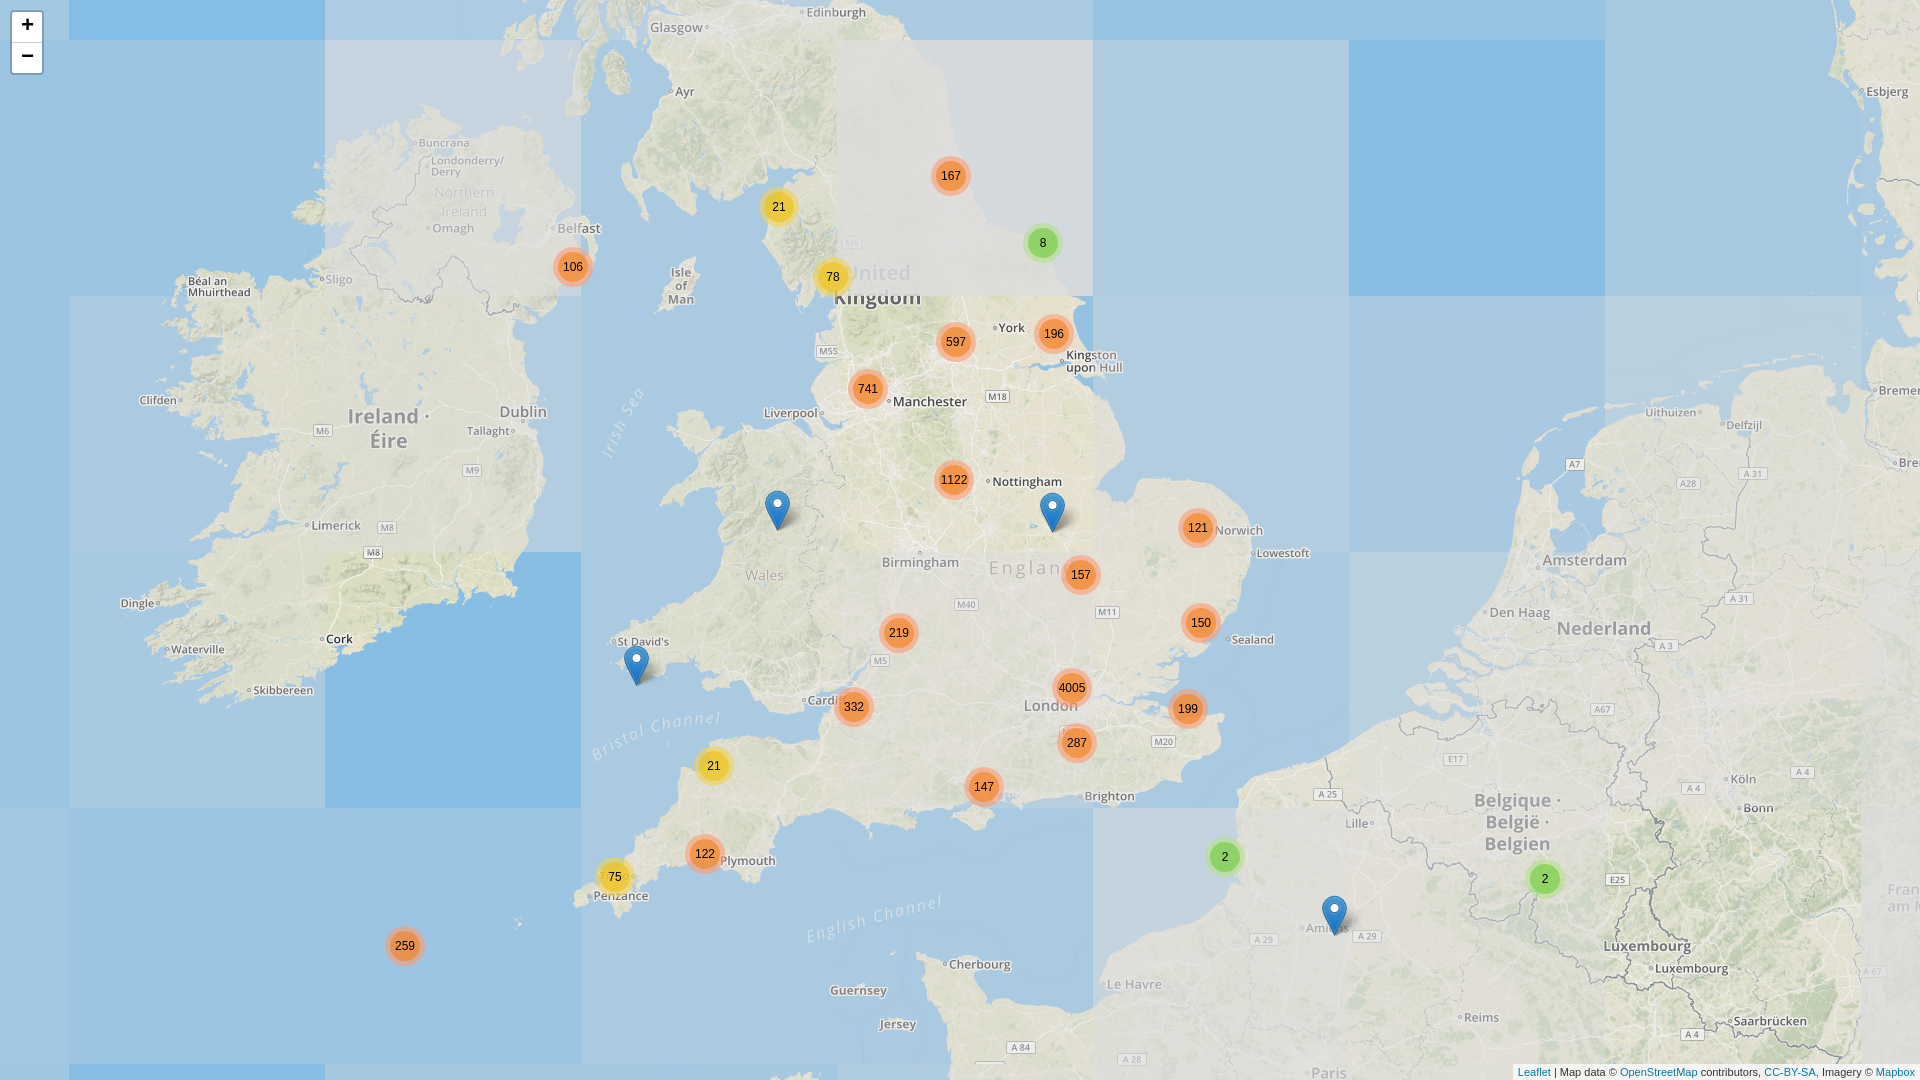 +
−
Edinburgh
Glasgow
Ayr
Esbjerg
Buncrana
Londonderry/
Derry
Northern
Ireland
Omagh
Belfast
167
21
8
106
78
M6
United
Kingdom
Isle
of
Man
Béal an
Mhuirthead
Sligo
York
196
597
M55
Kingston
upon Hull
741
Manchester
M18
Liverpool
Clifden
Ireland ·
Éire
Dublin
Tallaght
M6
M9
Irish Sea
Uithuizen
Delfzijl
A7
A 31
A28
1122
Nottingham
Limerick
M8
M8
121
Norwich
Lowestoft
Birmingham
Wales
157
Amsterdam
Dingle
M40
M11
Den Haag
A 31
Nederland
Cork
St David's
219
150
Sealand
Waterville
M5
A 3
Skibbereen
332
4005
London
199
A67
Bristol Channel
287
M20
E17
21
147
Brighton
A 25
Köln
A 4
A 4
Bonn
Belgique ·
België ·
Belgien
Lille
122
Plymouth
2
75
Penzance
2
E25
English Channel
A 29
A 29
259
Luxembourg
Luxembourg
Cherbourg
A 67
Le Havre
Guernsey
Jersey
Reims
Saarbrücken
A 4
A 84
A 28
Paris
Leaflet | Map data © OpenStreetMap contributors, CC-BY-SA, Imagery © Mapbox